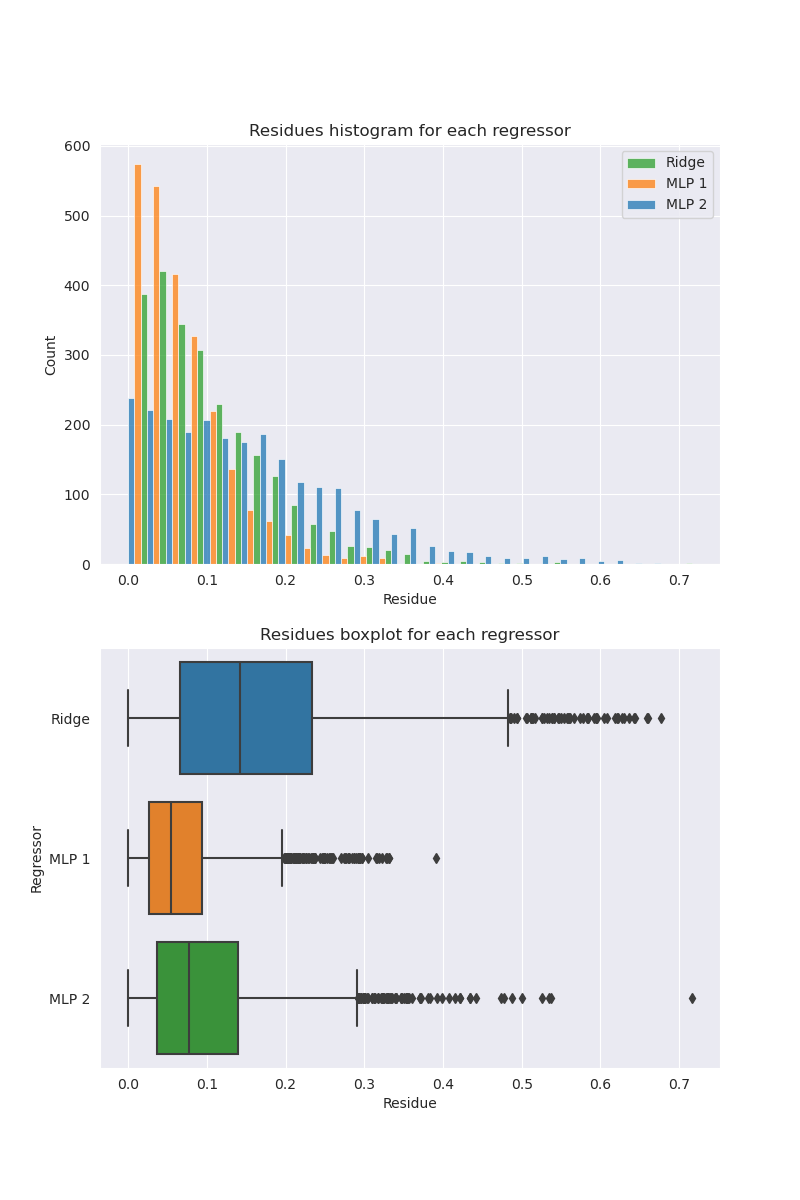 Residues histogram for each regressor
600
500
400
300
200
100
0
Count
Ridge
MLP 1
MLP 2
0.0 0.1 0.2 0.3 0.4 0.5 0.6 0.7
Residue
Residues boxplot for each regressor
Ridge
MLP 1
MLP 2
Regressor
0.0 0.1 0.2 0.3 0.4 0.5 0.6 0.7
Residue